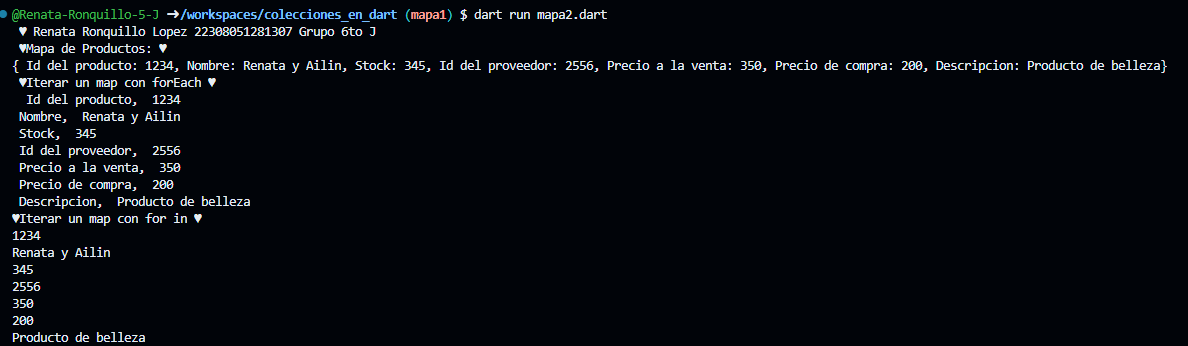 @Renata-Ronquillo-5-J ➜/workspaces/colecciones_en_dart (mapa1) $ dart run mapa2.dart
♥ Renata Ronquillo Lopez 22308051281307 Grupo 6to J
♥Mapa de Productos: ♥
{ Id del producto: 1234, Nombre: Renata y Ailin, Stock: 345, Id del proveedor: 2556, Precio a la venta: 350, Precio de compra: 200, Descripcion: Producto de belleza}
♥Iterar un map con forEach ♥
Id del producto,  1234
Nombre,  Renata y Ailin
Stock,  345
Id del proveedor,  2556
Precio a la venta,  350
Precio de compra,  200
Descripcion,  Producto de belleza
♥Iterar un map con for in ♥
1234
Renata y Ailin
345
2556
350
200
Producto de belleza